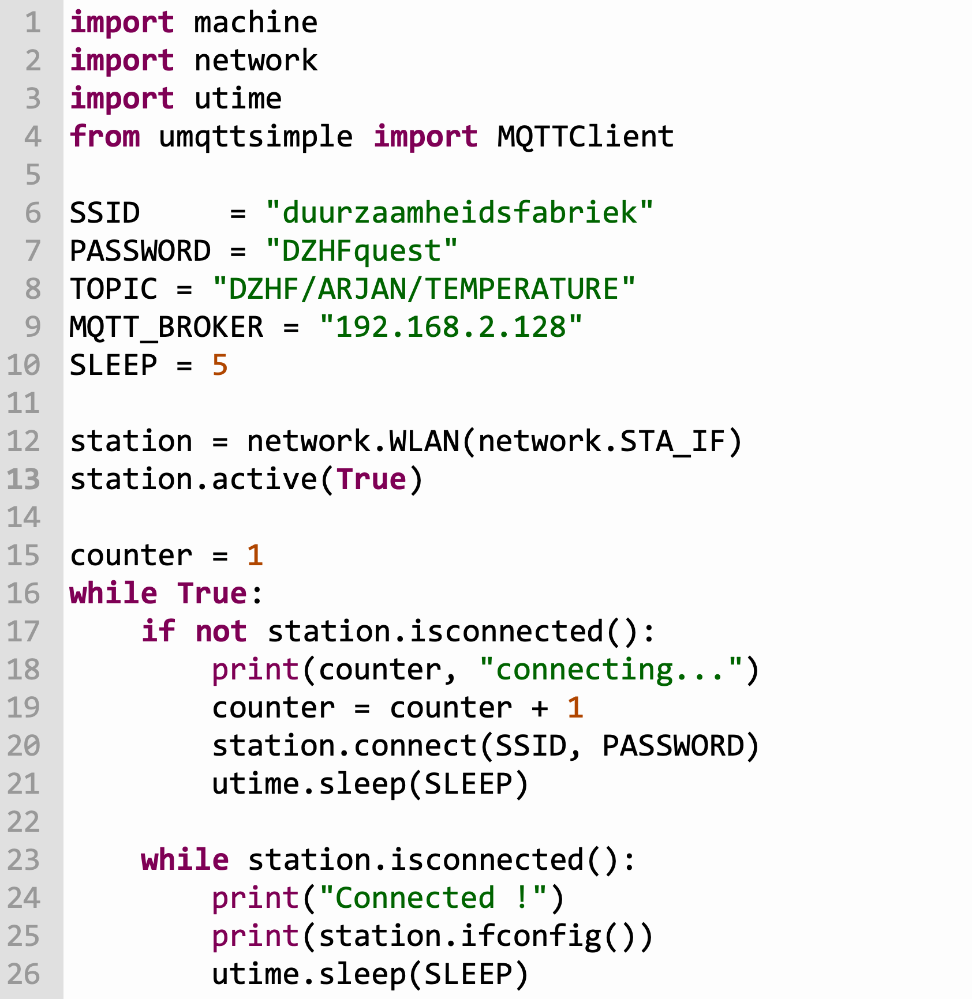 1 import machine
2 import network
3 import utime
4 from umqttsimple import MQTTClient
5
6 SSID     = "duurzaamheidsfabriek"
7 PASSWORD = "DZHFquest"
8 TOPIC = "DZHF/ARJAN/TEMPERATURE"
9 MQTT_BROKER = "192.168.2.128"
10 SLEEP = 5
11
12 station = network.WLAN(network.STA_IF)
13 station.active(True)
14
15 counter = 1
16 while True:
17     if not station.isconnected():
18         print(counter, "connecting...")
19         counter = counter + 1
20         station.connect(SSID, PASSWORD)
21         utime.sleep(SLEEP)
22
23     while station.isconnected():
24         print("Connected !")
25         print(station.ifconfig())
26         utime.sleep(SLEEP)